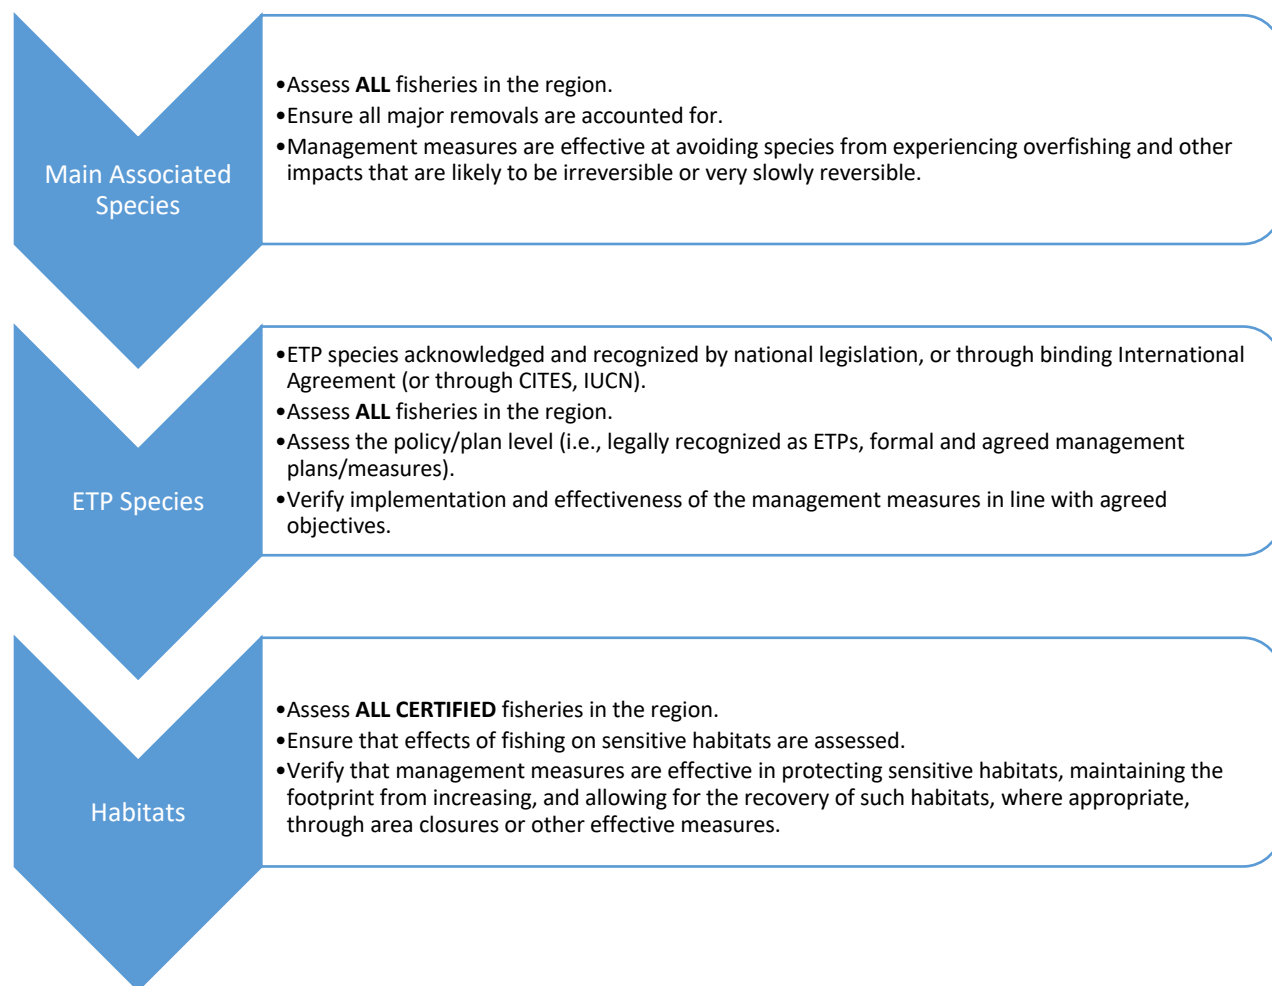 Main Associated
Species
•Assess ALL fisheries in the region.
•Ensure all major removals are accounted for.
•Management measures are effective at avoiding species from experiencing overfishing and other
impacts that are likely to be irreversible or very slowly reversible.
ETP Species
•ETP species acknowledged and recognized by national legislation, or through binding International
Agreement (or through CITES, IUCN).
•Assess ALL fisheries in the region.
•Assess the policy/plan level (i.e., legally recognized as ETPs, formal and agreed management
plans/measures).
•Verify implementation and effectiveness of the management measures in line with agreed
objectives.
Habitats
•Assess ALL CERTIFIED fisheries in the region.
•Ensure that effects of fishing on sensitive habitats are assessed.
•Verify that management measures are effective in protecting sensitive habitats, maintaining the
footprint from increasing, and allowing for the recovery of such habitats, where appropriate,
through area closures or other effective measures.